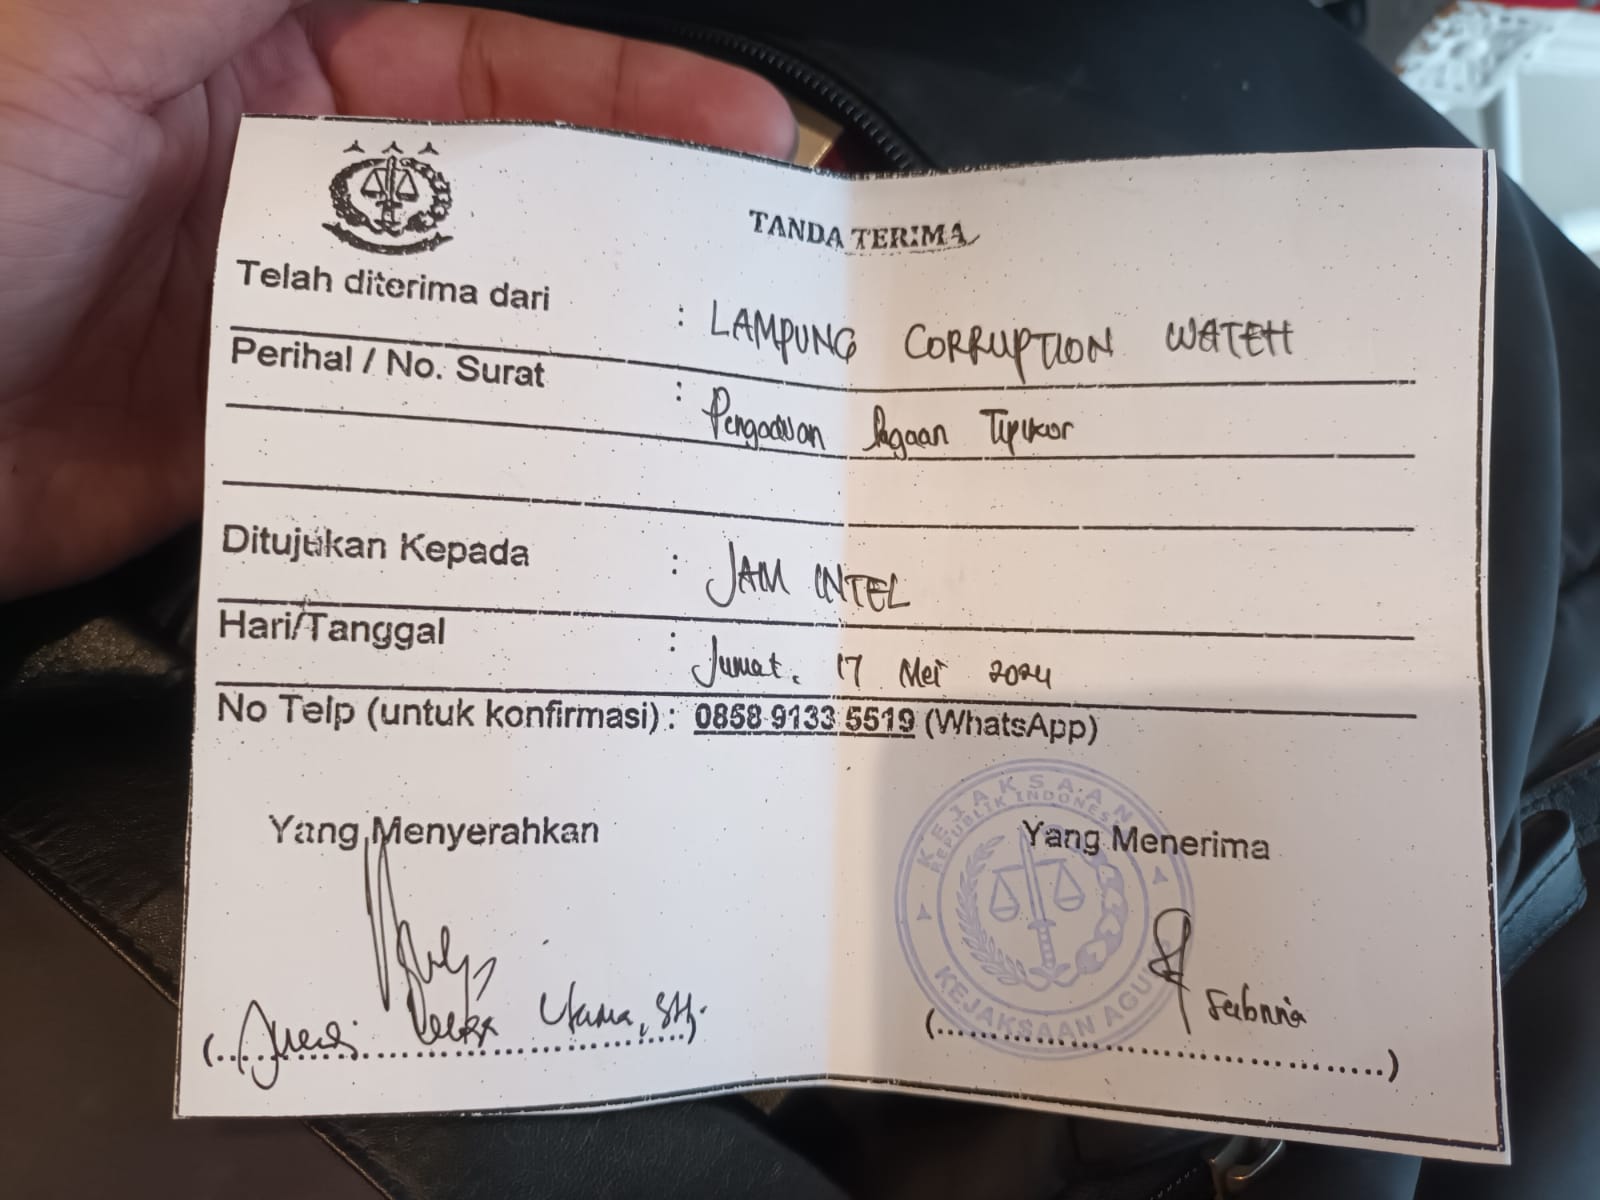 TANDA TERIMA
Telah diterima dari : LAMPUNG CORRUPTION WATCH
Perihal / No. Surat : Pengaduan Tipikor
Ditujukan Kepada : JAM INTEL
Hari/Tanggal : Jumat, 17 Mei 2024
No Telp (untuk konfirmasi) : 0858 9133 5519 (WhatsApp)
Yang Menyerahkan Yang Menerima
KEJAKSAAN
REPUBLIK INDONESIA
KEJAKSAAN AGUNG
Utama, SH.